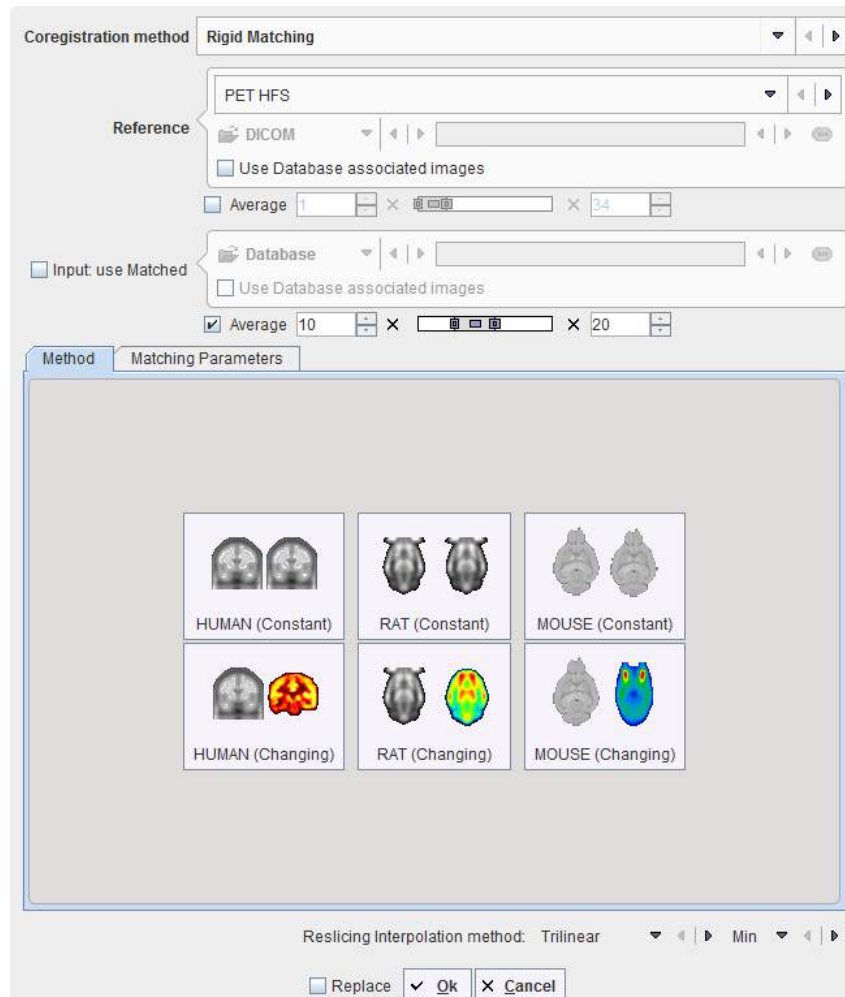 Coregistration method Rigid Matching
PET HFS
Reference
DICOM
Use Database associated images
Average 1 34
Database
Input: use Matched
Use Database associated images
Average 10 20
Method Matching Parameters
HUMAN (Constant) RAT (Constant) MOUSE (Constant)
HUMAN (Changing) RAT (Changing) MOUSE (Changing)
Reslicing Interpolation method: Trilinear Min
Replace Ok Cancel